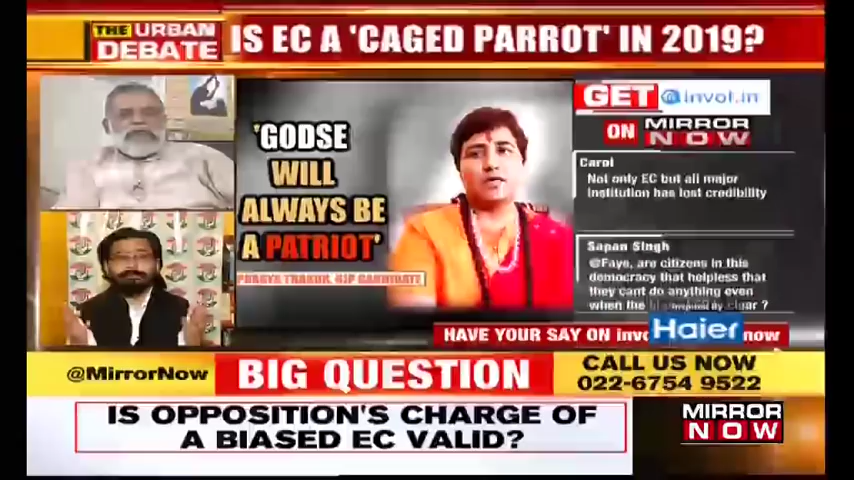 THE URBAN
DEBATE
IS EC A 'CAGED PARROT' IN 2019?
'GODSE
WILL
ALWAYS BE
A PATRIOT'
PRAGYA THAKUR, BJP CANDIDATE
GET @invot.in
ON MIRROR
NOW
Carol
Not only EC but all major
Institution has lost credibility
Sapan Singh
@Faye, are citizens in this
democracy that helpless that
they cant do anything even
when the
clear ?
HAVE YOUR SAY ON
Haier
now
@MirrorNow
BIG QUESTION
CALL US NOW
022-6754 9522
IS OPPOSITION'S CHARGE OF
A BIASED EC VALID?
MIRROR
NOW